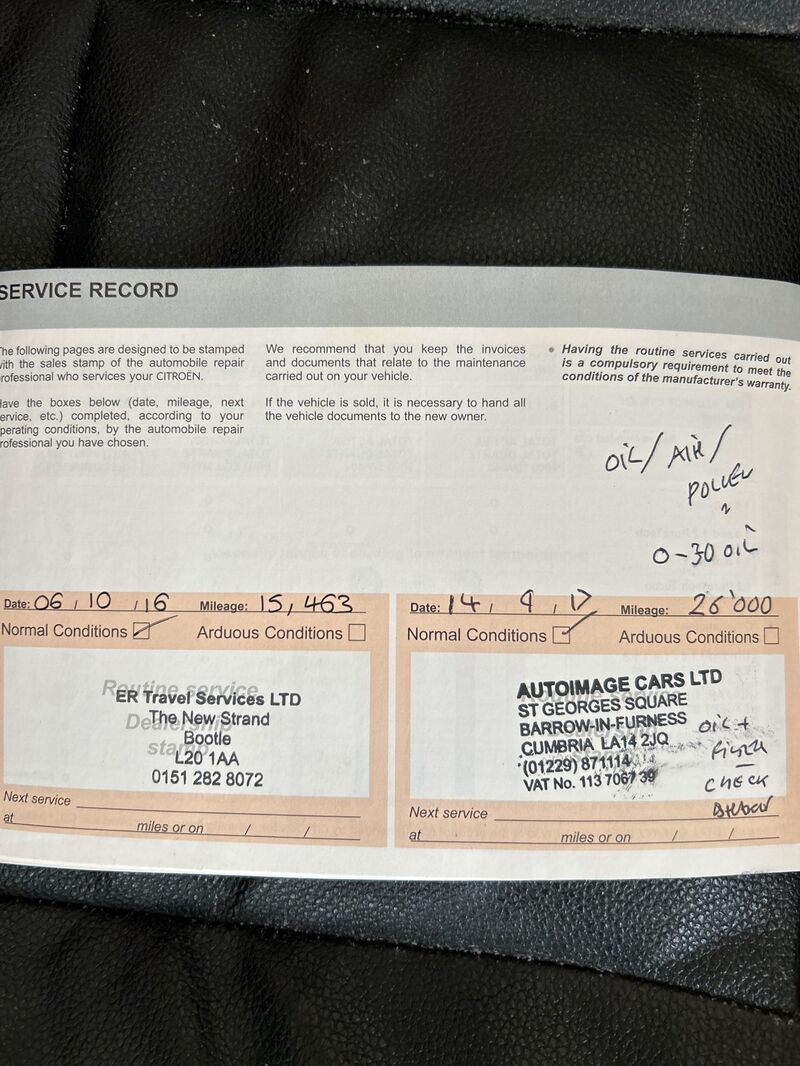 SERVICE RECORD
The following pages are designed to be stamped
with the sales stamp of the automobile repair
professional who services your CITROËN.
Have the boxes below (date, mileage, next
service, etc.) completed, according to your
operating conditions, by the automobile repair
professional you have chosen.
We recommend that you keep the invoices
and documents that relate to the maintenance
carried out on your vehicle.
If the vehicle is sold, it is necessary to hand all
the vehicle documents to the new owner.
• Having the routine services carried out
is a compulsory requirement to meet the
conditions of the manufacturer's warranty.
OIL/AIR/
POLLEN
0-30 OIL
Date: 06 / 10 / 16 Mileage: 15,463
Normal Conditions Arduous Conditions
Routine service
Dealership
stamp
ER Travel Services LTD
The New Strand
Bootle
L20 1AA
0151 282 8072
Next service
at miles or on / /
Date: 14 / 9 / 17 Mileage: 26'000
Normal Conditions Arduous Conditions
AUTOIMAGE CARS LTD
ST GEORGES SQUARE
BARROW-IN-FURNESS
CUMBRIA LA14 2JQ
(01229) 871114
VAT No. 113 7067 39
OIL +
FILTER
CHECK
Next service
at miles or on / /